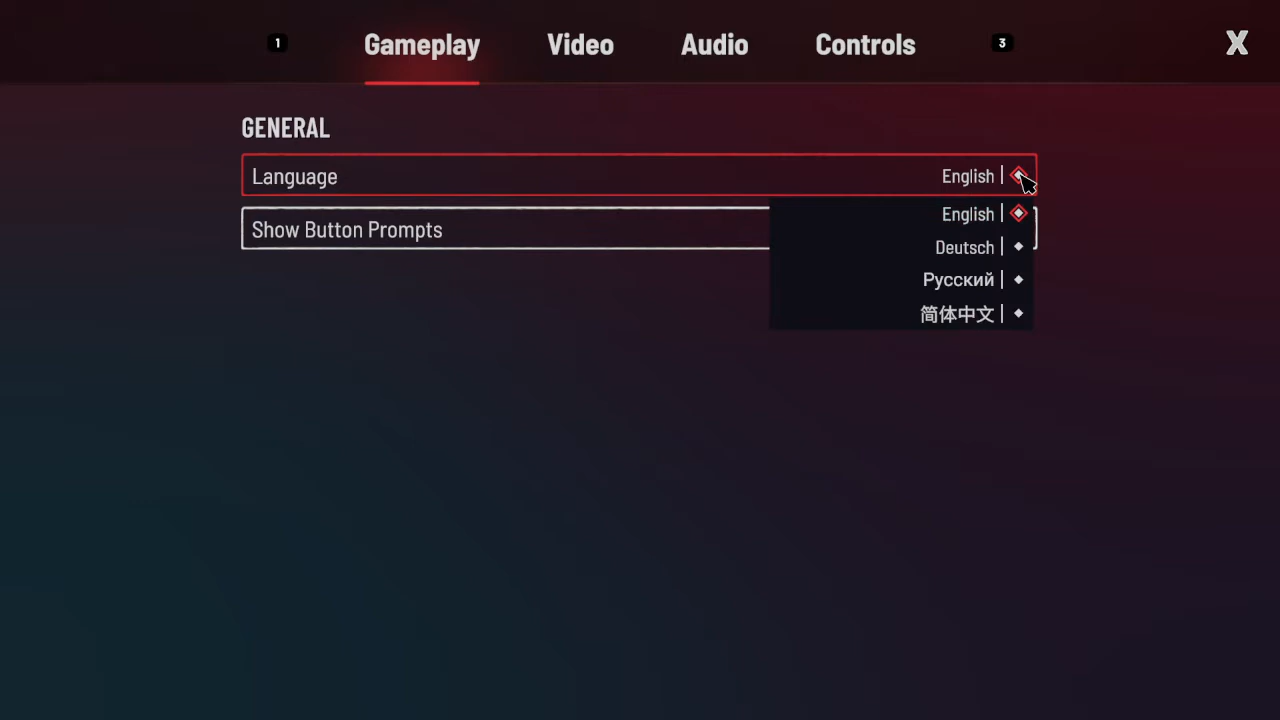 1 Gameplay Video Audio Controls 3 X
GENERAL
Language English
English
Show Button Prompts
Deutsch
Русский
简体中文